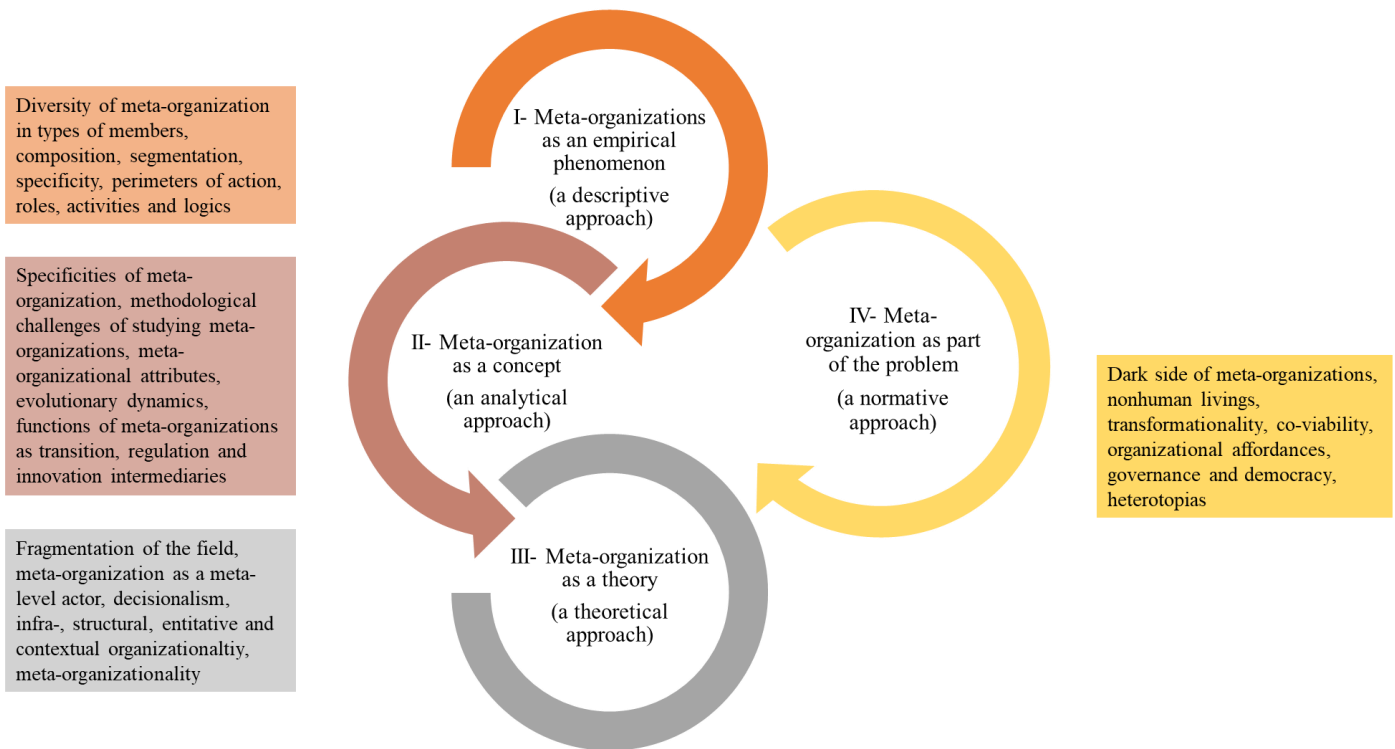 Diversity of meta-organization
in types of members,
composition, segmentation,
specificity, perimeters of action,
roles, activities and logics
Specificities of meta-
organization, methodological
challenges of studying meta-
organizations, meta-
organizational attributes,
evolutionary dynamics,
functions of meta-organizations
as transition, regulation and
innovation intermediaries
Fragmentation of the field,
meta-organization as a meta-
level actor, decisionalism,
infra-, structural, entitative and
contextual organizationaltiy,
meta-organizationality
I- Meta-organizations
as an empirical
phenomenon
(a descriptive
approach)
II- Meta-organization
as a concept
(an analytical
approach)
III- Meta-organization
as a theory
(a theoretical
approach)
IV- Meta-
organization as part
of the problem
(a normative
approach)
Dark side of meta-organizations,
nonhuman livings,
transformationality, co-viability,
organizational affordances,
governance and democracy,
heterotopias